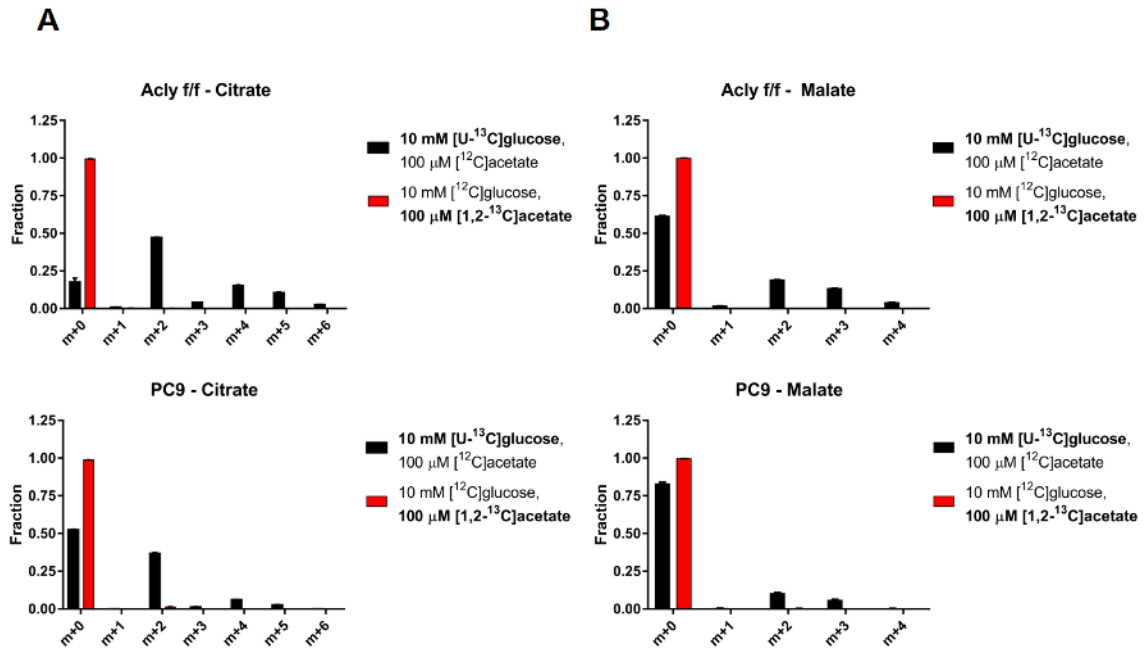 A
B
Acly f/f - Citrate
1.25
1.00
0.75
0.50
0.25
0.00
Fraction
m+0 m+1 m+2 m+3 m+4 m+5 m+6
10 mM [U-¹³C]glucose,
100 μM [¹²C]acetate
10 mM [¹²C]glucose,
100 μM [1,2-¹³C]acetate
Acly f/f - Malate
1.25
1.00
0.75
0.50
0.25
0.00
Fraction
m+0 m+1 m+2 m+3 m+4
10 mM [U-¹³C]glucose,
100 μM [¹²C]acetate
10 mM [¹²C]glucose,
100 μM [1,2-¹³C]acetate
PC9 - Citrate
1.25
1.00
0.75
0.50
0.25
0.00
Fraction
m+0 m+1 m+2 m+3 m+4 m+5 m+6
10 mM [U-¹³C]glucose,
100 μM [¹²C]acetate
10 mM [¹²C]glucose,
100 μM [1,2-¹³C]acetate
PC9 - Malate
1.25
1.00
0.75
0.50
0.25
0.00
Fraction
m+0 m+1 m+2 m+3 m+4
10 mM [U-¹³C]glucose,
100 μM [¹²C]acetate
10 mM [¹²C]glucose,
100 μM [1,2-¹³C]acetate